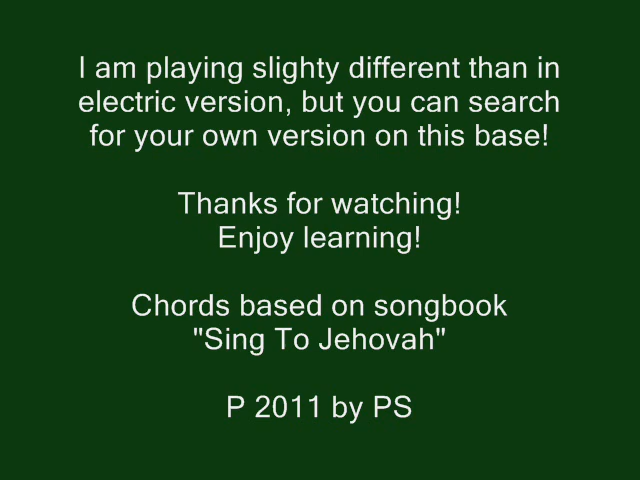 I am playing slighty different than in
electric version, but you can search
for your own version on this base!
Thanks for watching!
Enjoy learning!
Chords based on songbook
"Sing To Jehovah"
P 2011 by PS